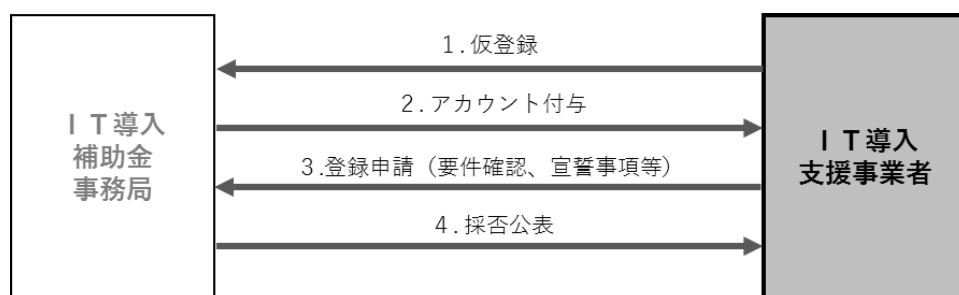 1.仮登録
2.アカウント付与
3.登録申請（要件確認、宣誓事項等）
4.採否公表
ＩＴ導入
補助金
事務局
ＩＴ導入
支援事業者